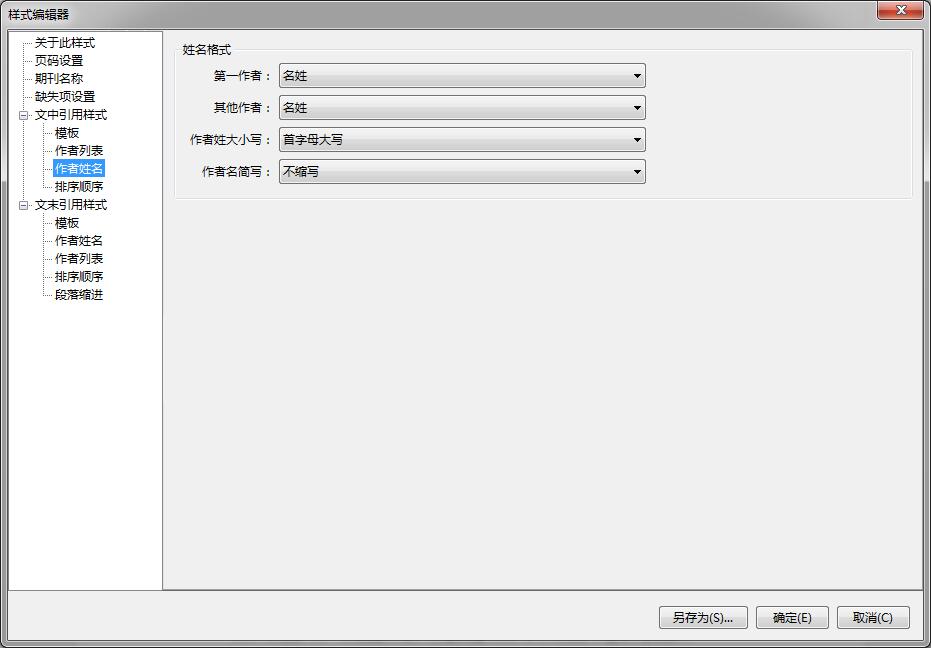 样式编辑器
关于此样式
页码设置
期刊名称
缺失项设置
文中引用样式
模板
作者列表
作者姓名
排序顺序
文末引用样式
模板
作者姓名
作者列表
排序顺序
段落缩进
姓名格式
第一作者： 名姓
其他作者： 名姓
作者姓大小写： 首字母大写
作者名简写： 不缩写
另存为(S)... 确定(E) 取消(C)